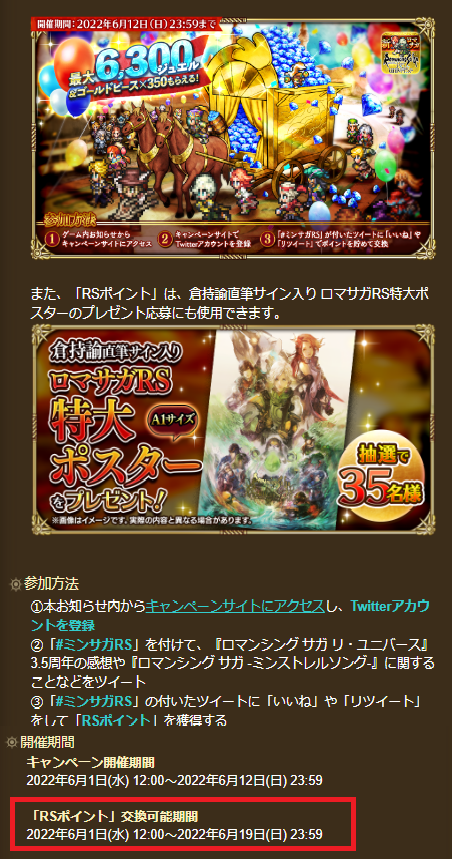 開催期間：2022年6月12日（日）23:59まで
最大6,300ジュエル
&ゴールドピース×350もらえる！
参加方法
① ゲーム内お知らせから
キャンペーンサイトにアクセス
② キャンペーンサイトで
Twitterアカウントを登録
③ 「#ミンサガRS」が付いたツイートに「いいね」や
「リツイート」でポイントを貯めて交換
また、「RSポイント」は、倉持諭直筆サイン入り ロマサガRS特大ポ
スターのプレゼント応募にも使用できます。
倉持諭直筆サイン入り
ロマサガRS
特大
A1サイズ
ポスター
をプレゼント！
抽選で
35名様
※画像はイメージです。実際の内容と異なる場合があります。
参加方法
①本お知らせ内からキャンペーンサイトにアクセスし、Twitterアカウ
ントを登録
②「#ミンサガRS」を付けて、『ロマンシング サガ リ・ユニバース』
3.5周年の感想や『ロマンシング サガ -ミンストレルソング-』に関する
ことなどをツイート
③「#ミンサガRS」の付いたツイートに「いいね」や「リツイート」
をして「RSポイント」を獲得する
開催期間
キャンペーン開催期間
2022年6月1日(水) 12:00～2022年6月12日(日) 23:59
「RSポイント」交換可能期間
2022年6月1日(水) 12:00～2022年6月19日(日) 23:59